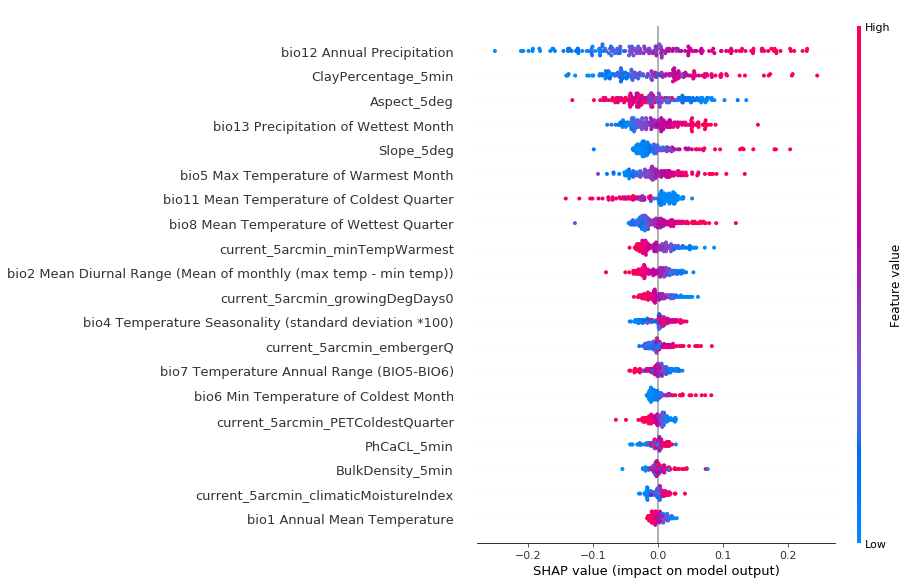 High
bio12 Annual Precipitation
ClayPercentage_5min
Aspect_5deg
bio13 Precipitation of Wettest Month
Slope_5deg
bio5 Max Temperature of Warmest Month
bio11 Mean Temperature of Coldest Quarter
bio8 Mean Temperature of Wettest Quarter
current_5arcmin_minTempWarmest
bio2 Mean Diurnal Range (Mean of monthly (max temp - min temp))
current_5arcmin_growingDegDays0
bio4 Temperature Seasonality (standard deviation *100)
current_5arcmin_embergerQ
bio7 Temperature Annual Range (BIO5-BIO6)
bio6 Min Temperature of Coldest Month
current_5arcmin_PETColdestQuarter
PhCaCL_5min
BulkDensity_5min
current_5arcmin_climaticMoistureIndex
bio1 Annual Mean Temperature
Feature value
Low
−0.2 −0.1 0.0 0.1 0.2
SHAP value (impact on model output)